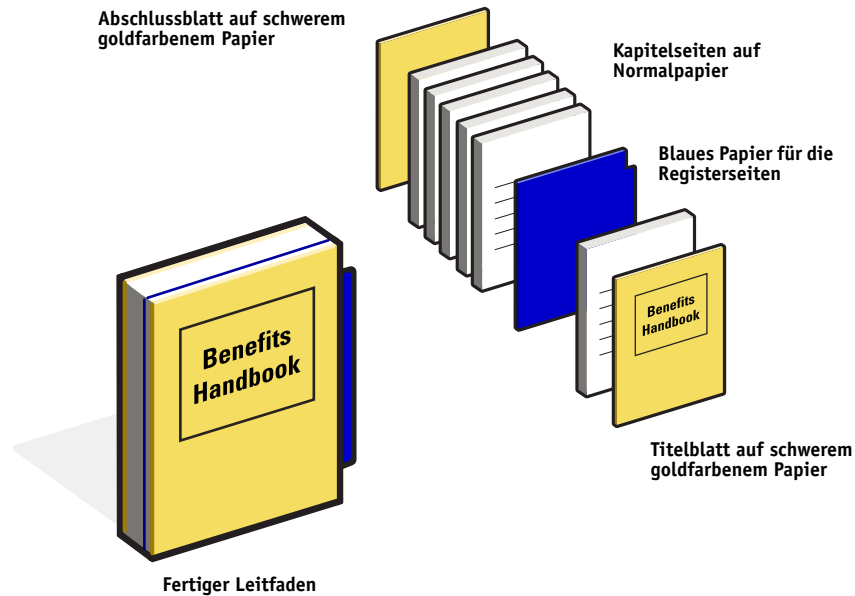 Abschlussblatt auf schwerem
goldfarbenem Papier
Kapitelseiten auf
Normalpapier
Blaues Papier für die
Registerseiten
Benefits
Handbook
Benefits
Handbook
Titelblatt auf schwerem
goldfarbenem Papier
Fertiger Leitfaden